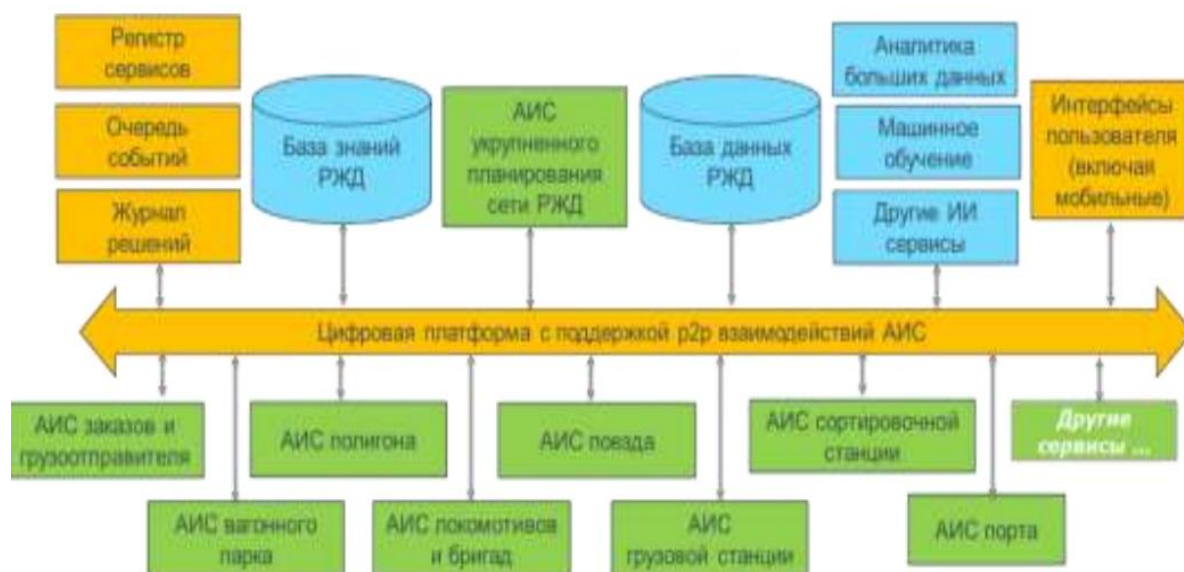 Регистр
сервисов
Очередь
событий
Журнал
решений
База знаний
РЖД
АИС
укрупненного
планирования
сети РЖД
База данных
РЖД
Аналитика
больших данных
Машинное
обучение
Другие ИИ
сервисы
Интерфейсы
пользователя
(включая
мобильные)
Цифровая платформа с поддержкой p2p взаимодействий АИС
АИС заказов и
грузоотправителя
АИС полигона
АИС поезда
АИС сортировочной
станции
Другие
сервисы ...
АИС вагонного
парка
АИС локомотивов
и бригад
АИС
грузовой станции
АИС порта